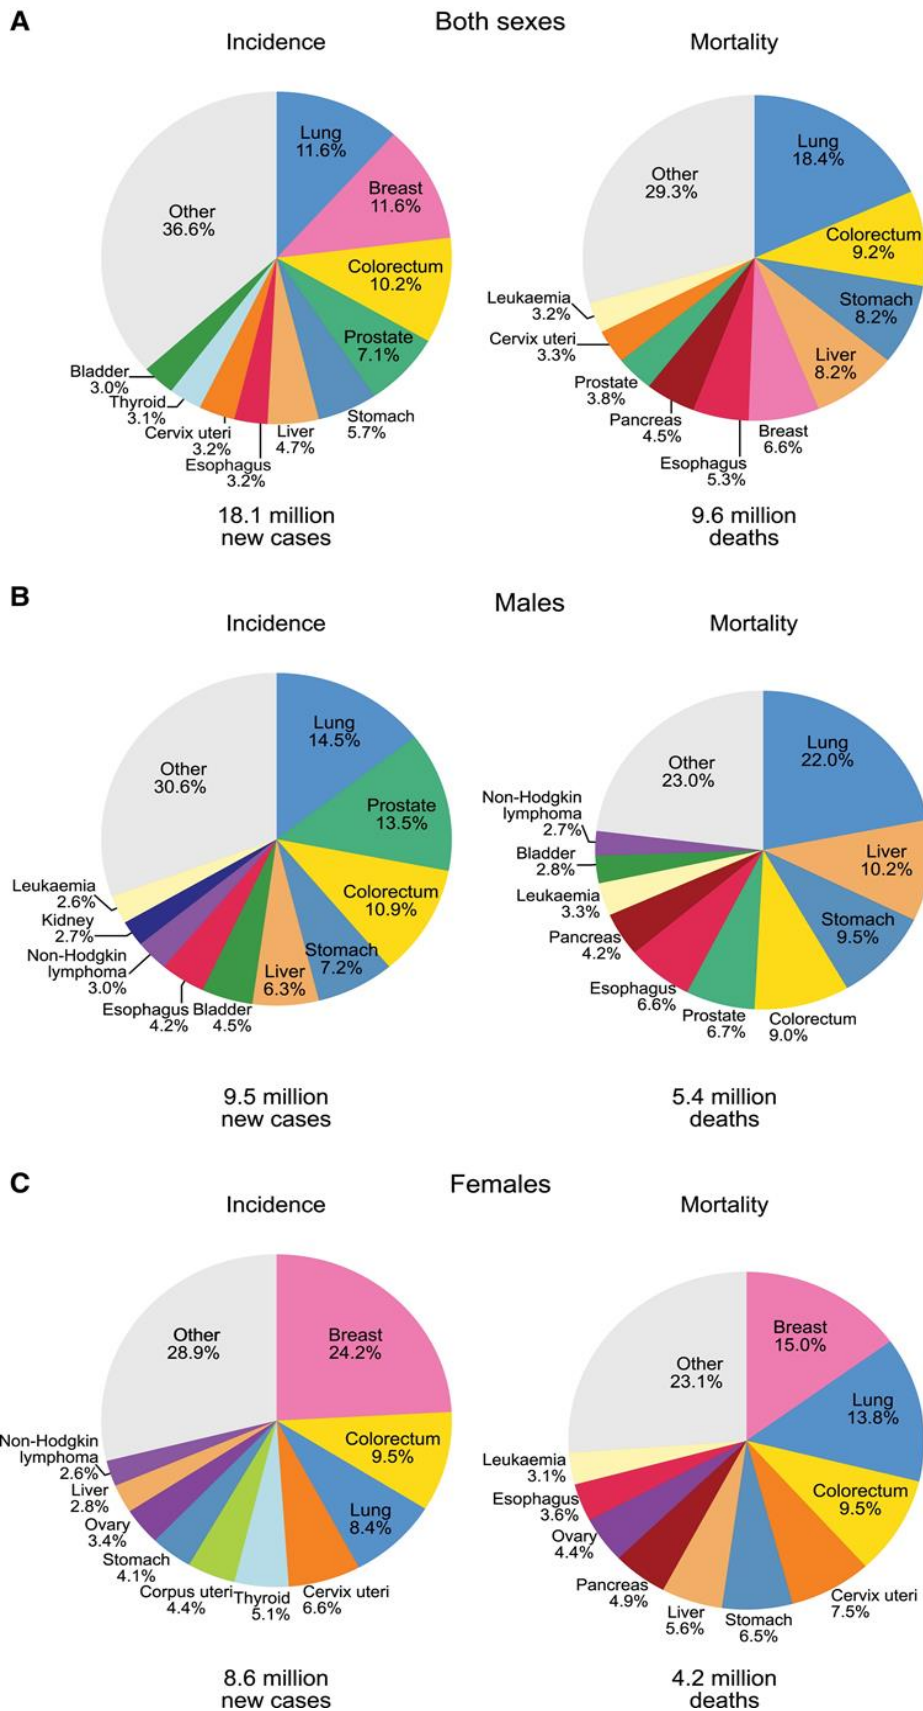 A
Both sexes
Incidence
Mortality
Lung
11.6%
Breast
11.6%
Colorectum
10.2%
Prostate
7.1%
Stomach
5.7%
Liver
4.7%
Esophagus
3.2%
Cervix uteri
3.2%
Thyroid
3.1%
Bladder
3.0%
Other
36.6%
18.1 million
new cases
Lung
18.4%
Colorectum
9.2%
Stomach
8.2%
Liver
8.2%
Breast
6.6%
Esophagus
5.3%
Pancreas
4.5%
Prostate
3.8%
Cervix uteri
3.3%
Leukaemia
3.2%
Other
29.3%
9.6 million
deaths
B
Males
Incidence
Mortality
Lung
14.5%
Prostate
13.5%
Colorectum
10.9%
Stomach
7.2%
Liver
6.3%
Bladder
4.5%
Esophagus
4.2%
Non-Hodgkin
lymphoma
3.0%
Kidney
2.7%
Leukaemia
2.6%
Other
30.6%
9.5 million
new cases
Lung
22.0%
Liver
10.2%
Stomach
9.5%
Colorectum
9.0%
Prostate
6.7%
Esophagus
6.6%
Pancreas
4.2%
Leukaemia
3.3%
Bladder
2.8%
Non-Hodgkin
lymphoma
2.7%
Other
23.0%
5.4 million
deaths
C
Females
Incidence
Mortality
Breast
24.2%
Colorectum
9.5%
Lung
8.4%
Cervix uteri
6.6%
Thyroid
5.1%
Corpus uteri
4.4%
Stomach
4.1%
Ovary
3.4%
Liver
2.8%
Non-Hodgkin
lymphoma
2.6%
Other
28.9%
8.6 million
new cases
Breast
15.0%
Lung
13.8%
Colorectum
9.5%
Cervix uteri
7.5%
Stomach
6.5%
Liver
5.6%
Pancreas
4.9%
Ovary
4.4%
Esophagus
3.6%
Leukaemia
3.1%
Other
23.1%
4.2 million
deaths